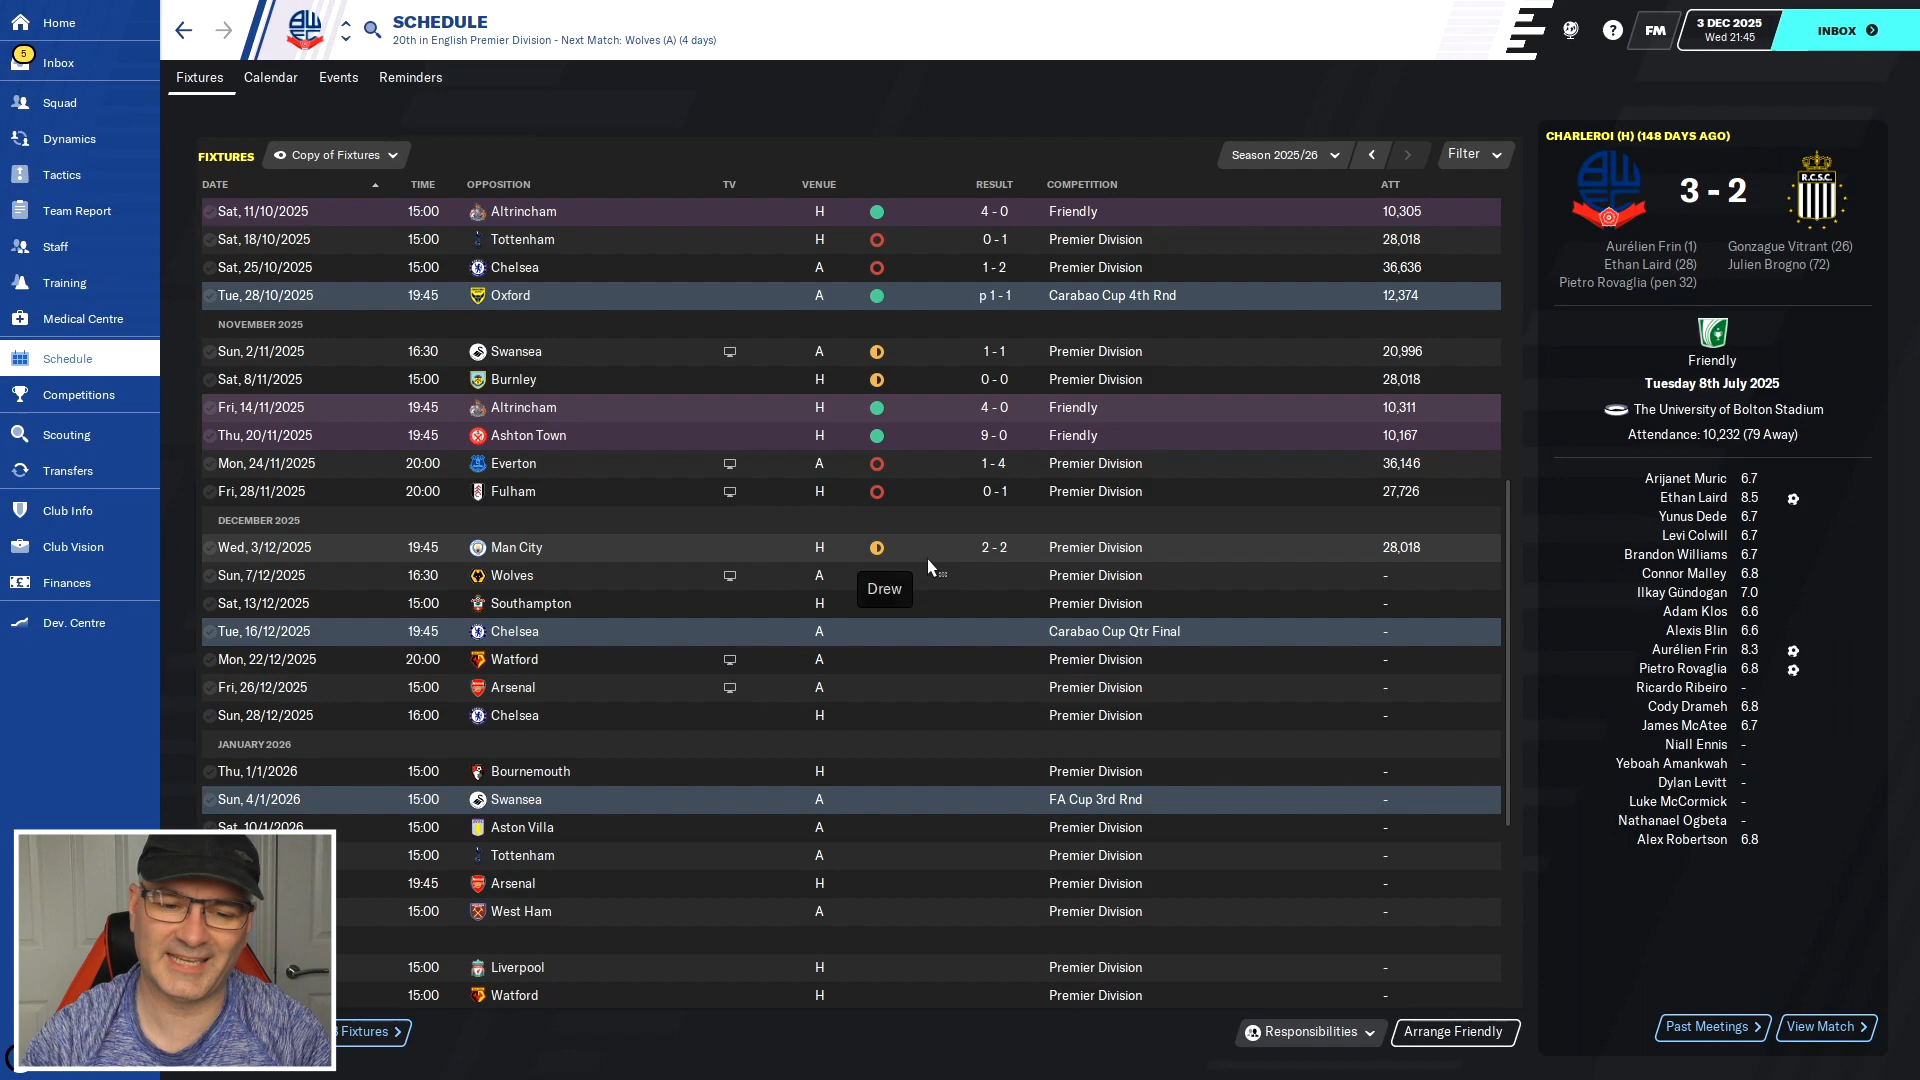 Home
5
Inbox
Squad
Dynamics
Tactics
Team Report
Staff
Training
Medical Centre
Schedule
Competitions
Scouting
Transfers
Club Info
Club Vision
Finances
Dev. Centre
SCHEDULE
20th in English Premier Division - Next Match: Wolves (A) (4 days)
FM
3 DEC 2025
Wed 21:45
INBOX
Fixtures Calendar Events Reminders
FIXTURES Copy of Fixtures Season 2025/26 Filter
DATE TIME OPPOSITION TV VENUE RESULT COMPETITION ATT
Sat, 11/10/2025 15:00 Altrincham H 4 - 0 Friendly 10,305
Sat, 18/10/2025 15:00 Tottenham H 0 - 1 Premier Division 28,018
Sat, 25/10/2025 15:00 Chelsea A 1 - 2 Premier Division 36,636
Tue, 28/10/2025 19:45 Oxford A p 1 - 1 Carabao Cup 4th Rnd 12,374
NOVEMBER 2025
Sun, 2/11/2025 16:30 Swansea A 1 - 1 Premier Division 20,996
Sat, 8/11/2025 15:00 Burnley H 0 - 0 Premier Division 28,018
Fri, 14/11/2025 19:45 Altrincham H 4 - 0 Friendly 10,311
Thu, 20/11/2025 19:45 Ashton Town H 9 - 0 Friendly 10,167
Mon, 24/11/2025 20:00 Everton A 1 - 4 Premier Division 36,146
Fri, 28/11/2025 20:00 Fulham H 0 - 1 Premier Division 27,726
DECEMBER 2025
Wed, 3/12/2025 19:45 Man City H 2 - 2 Premier Division 28,018
Sun, 7/12/2025 16:30 Wolves A Premier Division -
Drew
Sat, 13/12/2025 15:00 Southampton H Premier Division -
Tue, 16/12/2025 19:45 Chelsea A Carabao Cup Qtr Final -
Mon, 22/12/2025 20:00 Watford A Premier Division -
Fri, 26/12/2025 15:00 Arsenal A Premier Division -
Sun, 28/12/2025 16:00 Chelsea H Premier Division -
JANUARY 2026
Thu, 1/1/2026 15:00 Bournemouth H Premier Division -
Sun, 4/1/2026 15:00 Swansea A FA Cup 3rd Rnd -
Sat, 10/1/2026 15:00 Aston Villa A Premier Division -
15:00 Tottenham A Premier Division -
19:45 Arsenal H Premier Division -
15:00 West Ham A Premier Division -
15:00 Liverpool H Premier Division -
15:00 Watford H Premier Division -
Fixtures Responsibilities Arrange Friendly
CHARLEROI (H) (148 DAYS AGO)
BW
R.C.S.C.
3 - 2
Aurélien Frin (1) Gonzague Vitrant (26)
Ethan Laird (28) Julien Brogno (72)
Pietro Rovaglia (pen 32)
Friendly
Tuesday 8th July 2025
The University of Bolton Stadium
Attendance: 10,232 (79 Away)
Arijanet Muric 6.7
Ethan Laird 8.5
Yunus Dede 6.7
Levi Colwill 6.7
Brandon Williams 6.7
Connor Malley 6.8
Ilkay Gündogan 7.0
Adam Klos 6.6
Alexis Blin 6.6
Aurélien Frin 8.3
Pietro Rovaglia 6.8
Ricardo Ribeiro -
Cody Drameh 6.8
James McAtee 6.7
Niall Ennis -
Yeboah Amankwah -
Dylan Levitt -
Luke McCormick -
Nathanael Ogbeta -
Alex Robertson 6.8
Past Meetings View Match